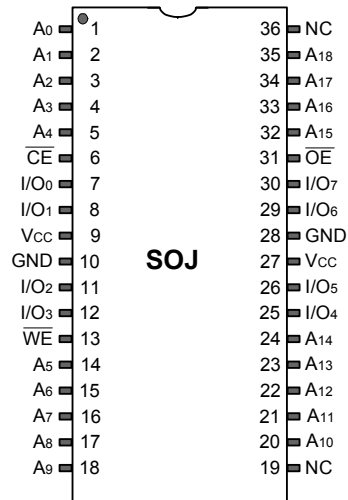 A0 1 36 NC
A1 2 35 A18
A2 3 34 A17
A3 4 33 A16
A4 5 32 A15
CE 6 31 OE
I/O0 7 30 I/O7
I/O1 8 29 I/O6
VCC 9 28 GND
GND 10 SOJ 27 VCC
I/O2 11 26 I/O5
I/O3 12 25 I/O4
WE 13 24 A14
A5 14 23 A13
A6 15 22 A12
A7 16 21 A11
A8 17 20 A10
A9 18 19 NC